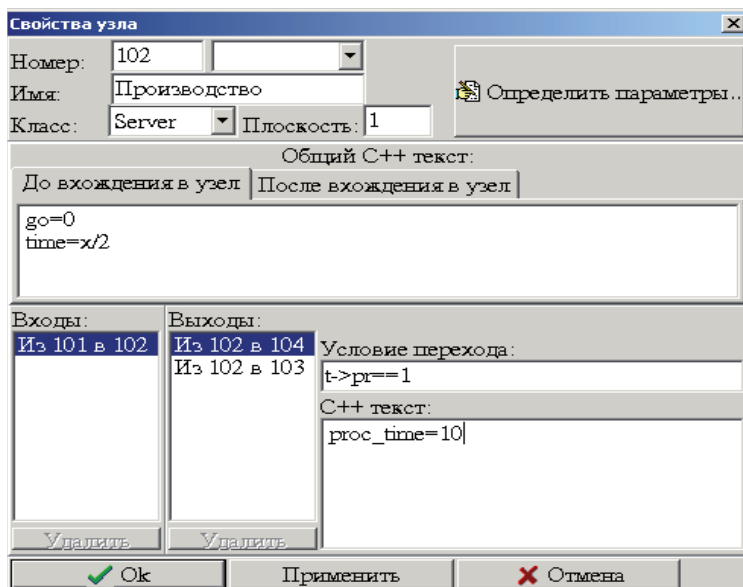 Свойства узла
Номер: 102
Имя: Производство
Класс: Server Плоскость: 1
Определить параметры..
Общий C++ текст:
До вхождения в узел После вхождения в узел
go=0
time=x/2
Входы: Выходы:
Из 101 в 102 Из 102 в 104 Условие перехода:
Из 102 в 103 t->pr==1
C++ текст:
proc_time=10
Удалить Удалить
Ok Применить Отмена